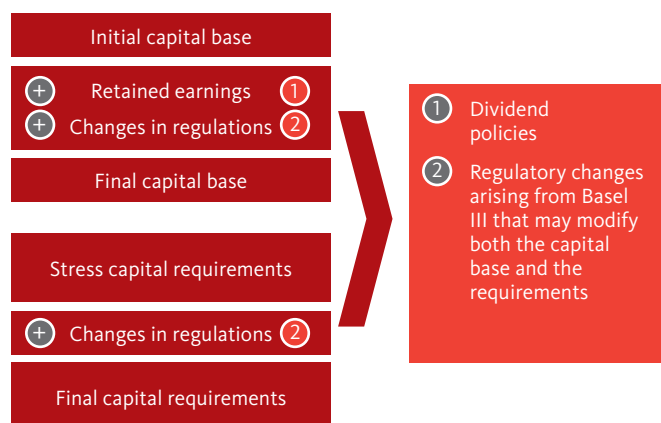 Initial capital base
+ Retained earnings 1
+ Changes in regulations 2
Final capital base
Stress capital requirements
+ Changes in regulations 2
Final capital requirements
1 Dividend
policies
2 Regulatory changes
arising from Basel
III that may modify
both the capital
base and the
requirements